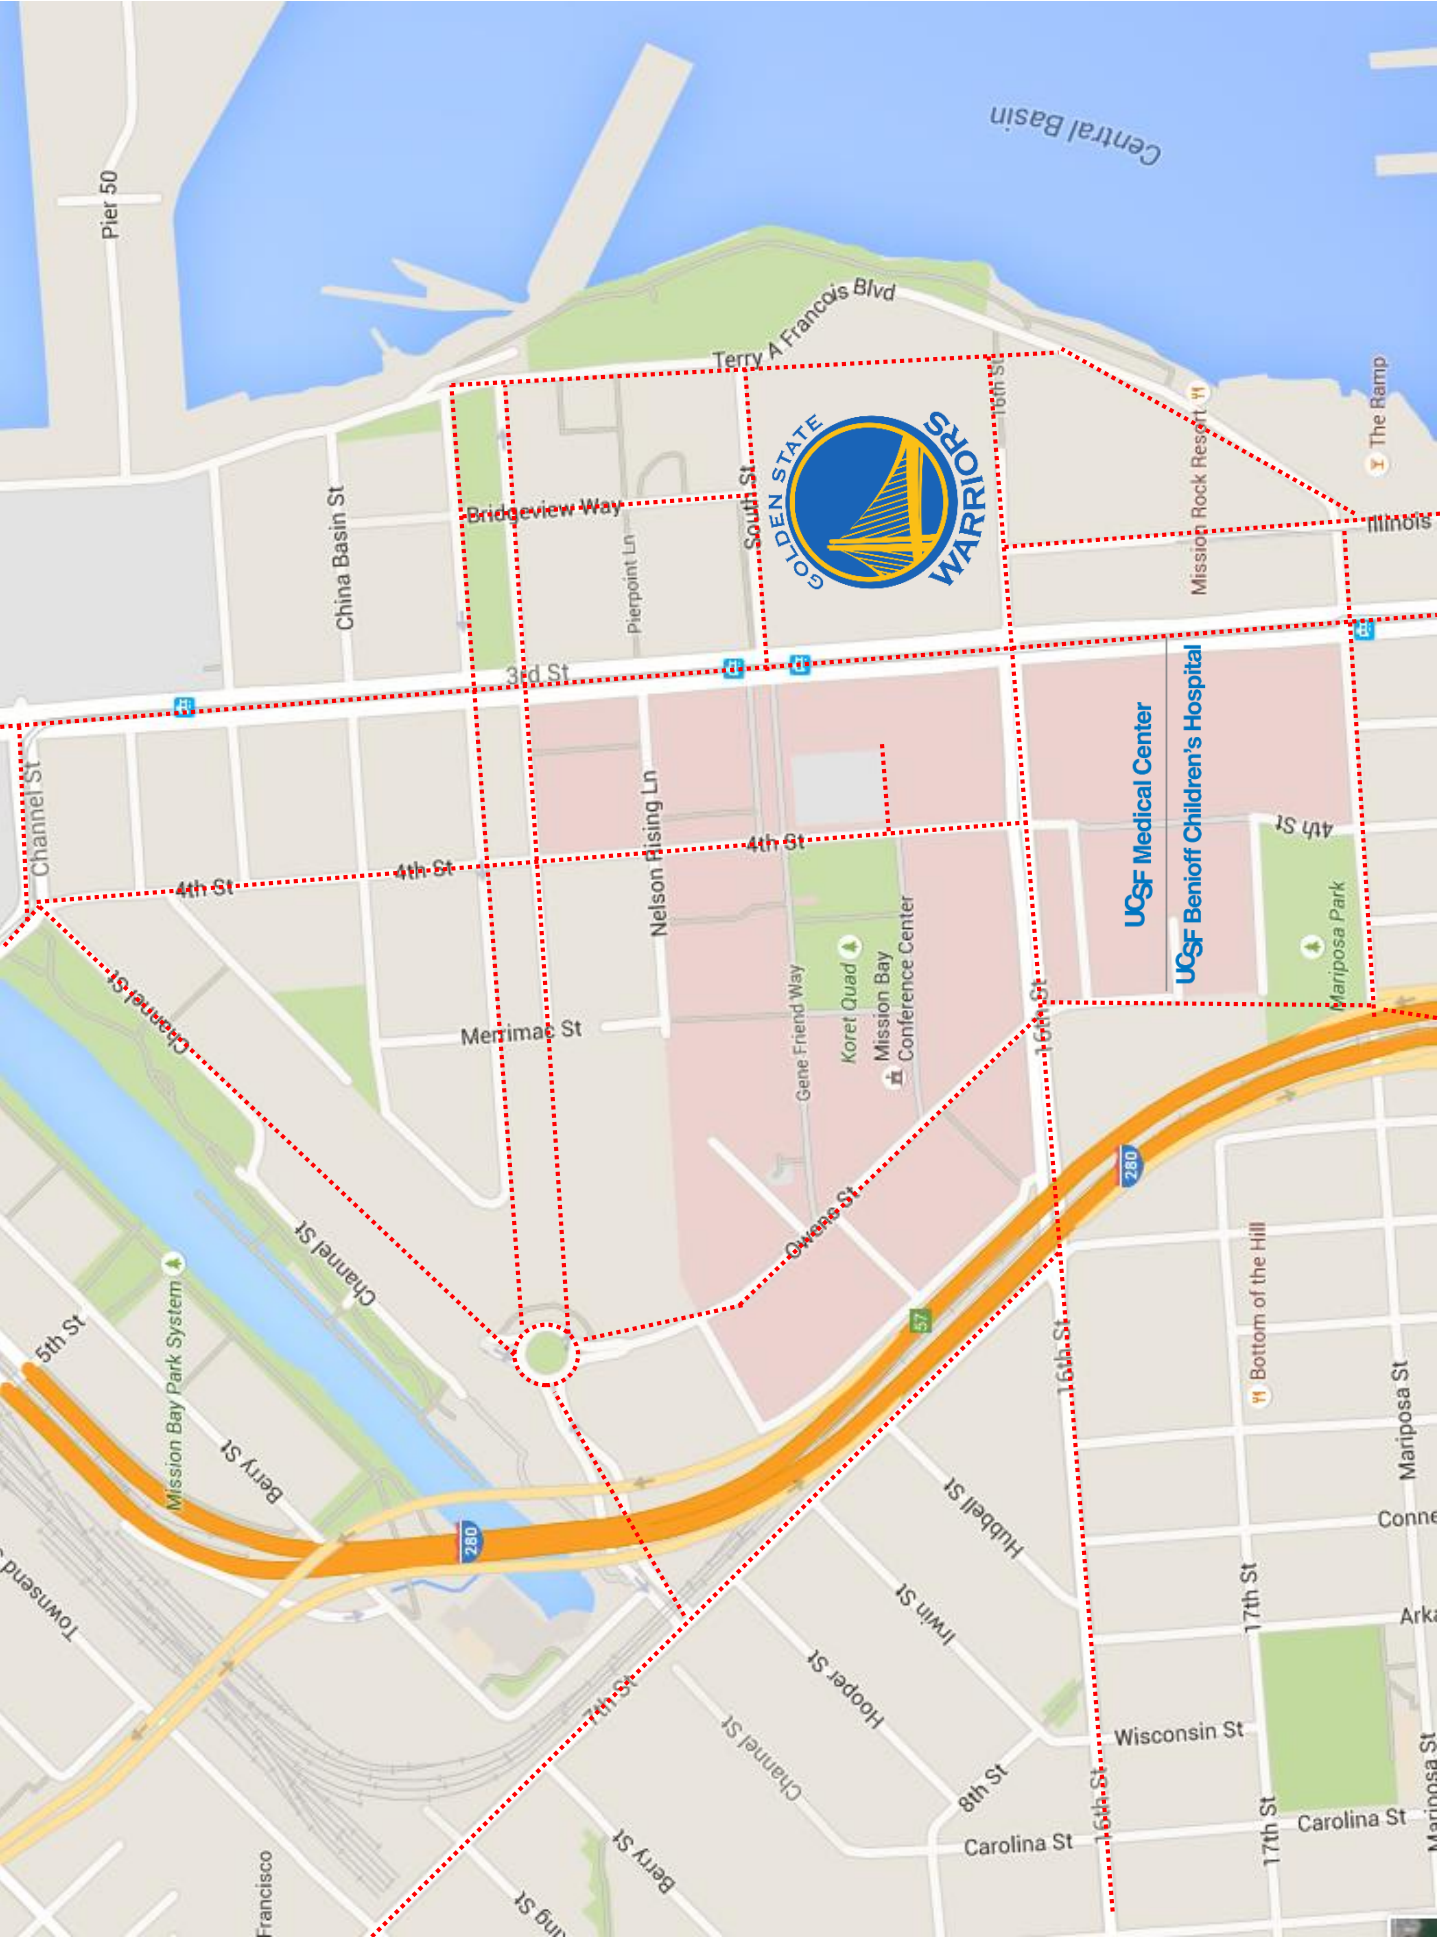 Pier 50
Central Basin
Terry A Francois Blvd
16th St
The Ramp
Mission Rock Resort
Illinois
GOLDEN STATE
WARRIORS
South St
Bridgeview Way
Pierpoint Ln
China Basin St
3rd St
Channel St
4th St
4th St
4th St
4th St
Nelson Rising Ln
UCSF Medical Center
UCSF Benioff Children's Hospital
Mariposa Park
Koret Quad
Mission Bay
Conference Center
Gene Friend Way
16th St
Merrimac St
Channel St
Channel St
Owens St
280
57
Mission Bay Park System
5th St
Berry St
280
Townsend
Bottom of the Hill
16th St
Mariposa St
Conne
Hubbell St
Irwin St
Hooper St
17th St
Arka
7th St
Channel St
Wisconsin St
8th St
16th St
Carolina St
17th St
Carolina St
Mariposa St
Berry St
ing St
Francisco